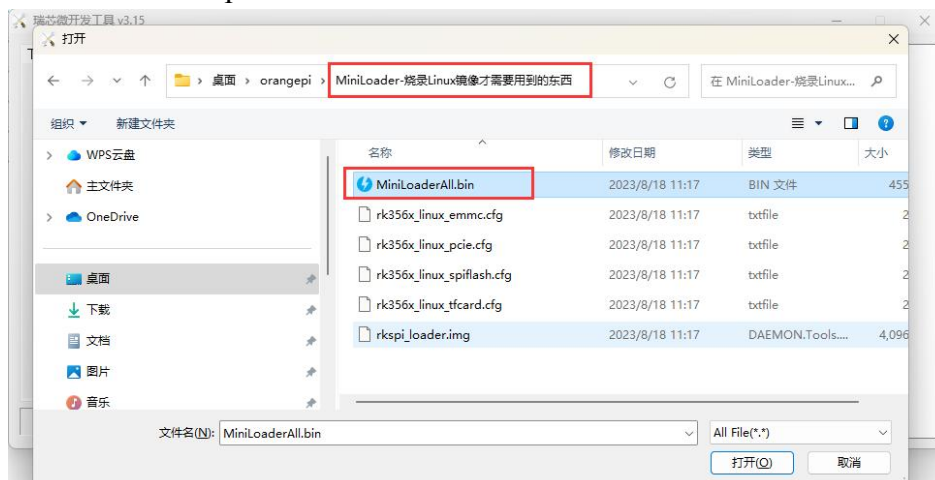 瑞芯微开发工具 v3.15
打开
桌面 › orangepi › MiniLoader-烧录Linux镜像才需要用到的东西
在 MiniLoader-烧录Linux...
组织 新建文件夹
名称 修改日期 类型 大小
WPS云盘
主文件夹
OneDrive
桌面
下载
文档
图片
音乐
MiniLoaderAll.bin 2023/8/18 11:17 BIN 文件 455
rk356x_linux_emmc.cfg 2023/8/18 11:17 txtfile 2
rk356x_linux_pcie.cfg 2023/8/18 11:17 txtfile 2
rk356x_linux_spiflash.cfg 2023/8/18 11:17 txtfile 2
rk356x_linux_tfcard.cfg 2023/8/18 11:17 txtfile 2
rkspi_loader.img 2023/8/18 11:17 DAEMON.Tools.... 4,096
文件名(N): MiniLoaderAll.bin
All File(*.*)
打开(O) 取消